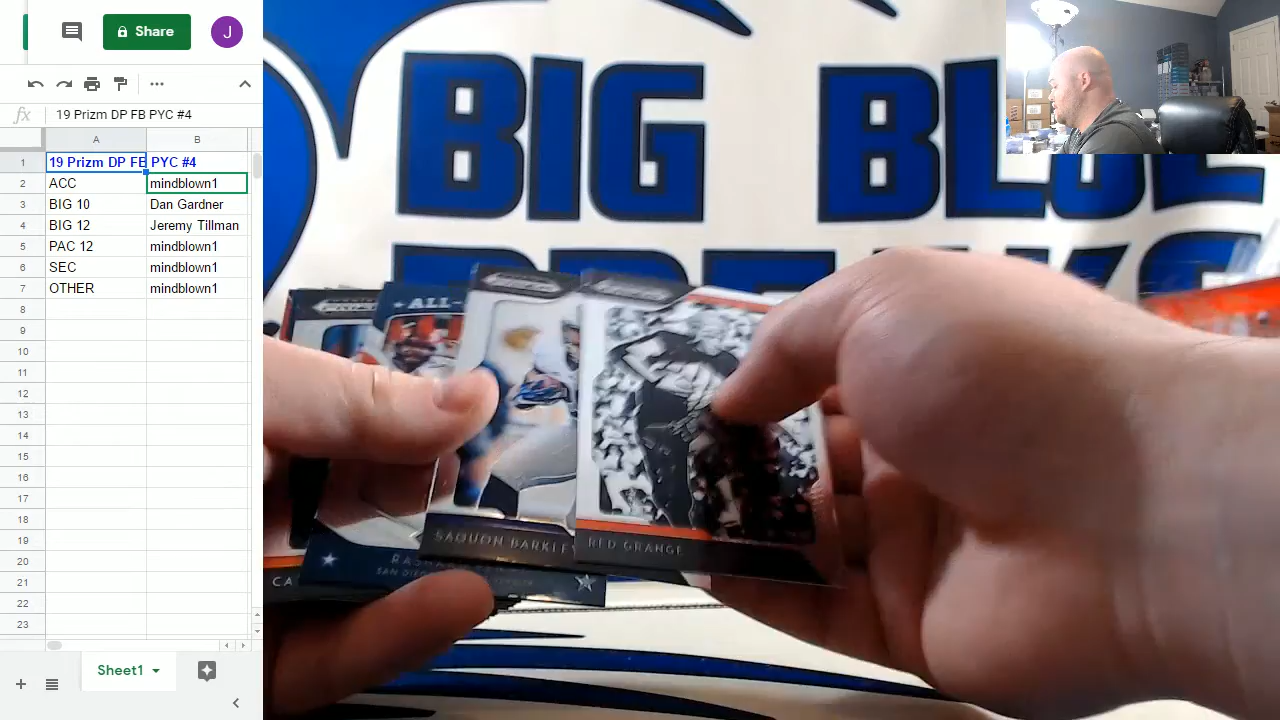 Share
J
19 Prizm DP FB PYC #4
A B
1 19 Prizm DP FB PYC #4
2 ACC mindblown1
3 BIG 10 Dan Gardner
4 BIG 12 Jeremy Tillman
5 PAC 12 mindblown1
6 SEC mindblown1
7 OTHER mindblown1
8
9
10
11
12
13
14
15
16
17
18
19
20
21
22
23
Sheet1
BIG BLUE
ALL-
SAQUON BARKLEY
RED GRANGE
SAN DIEGO
CA